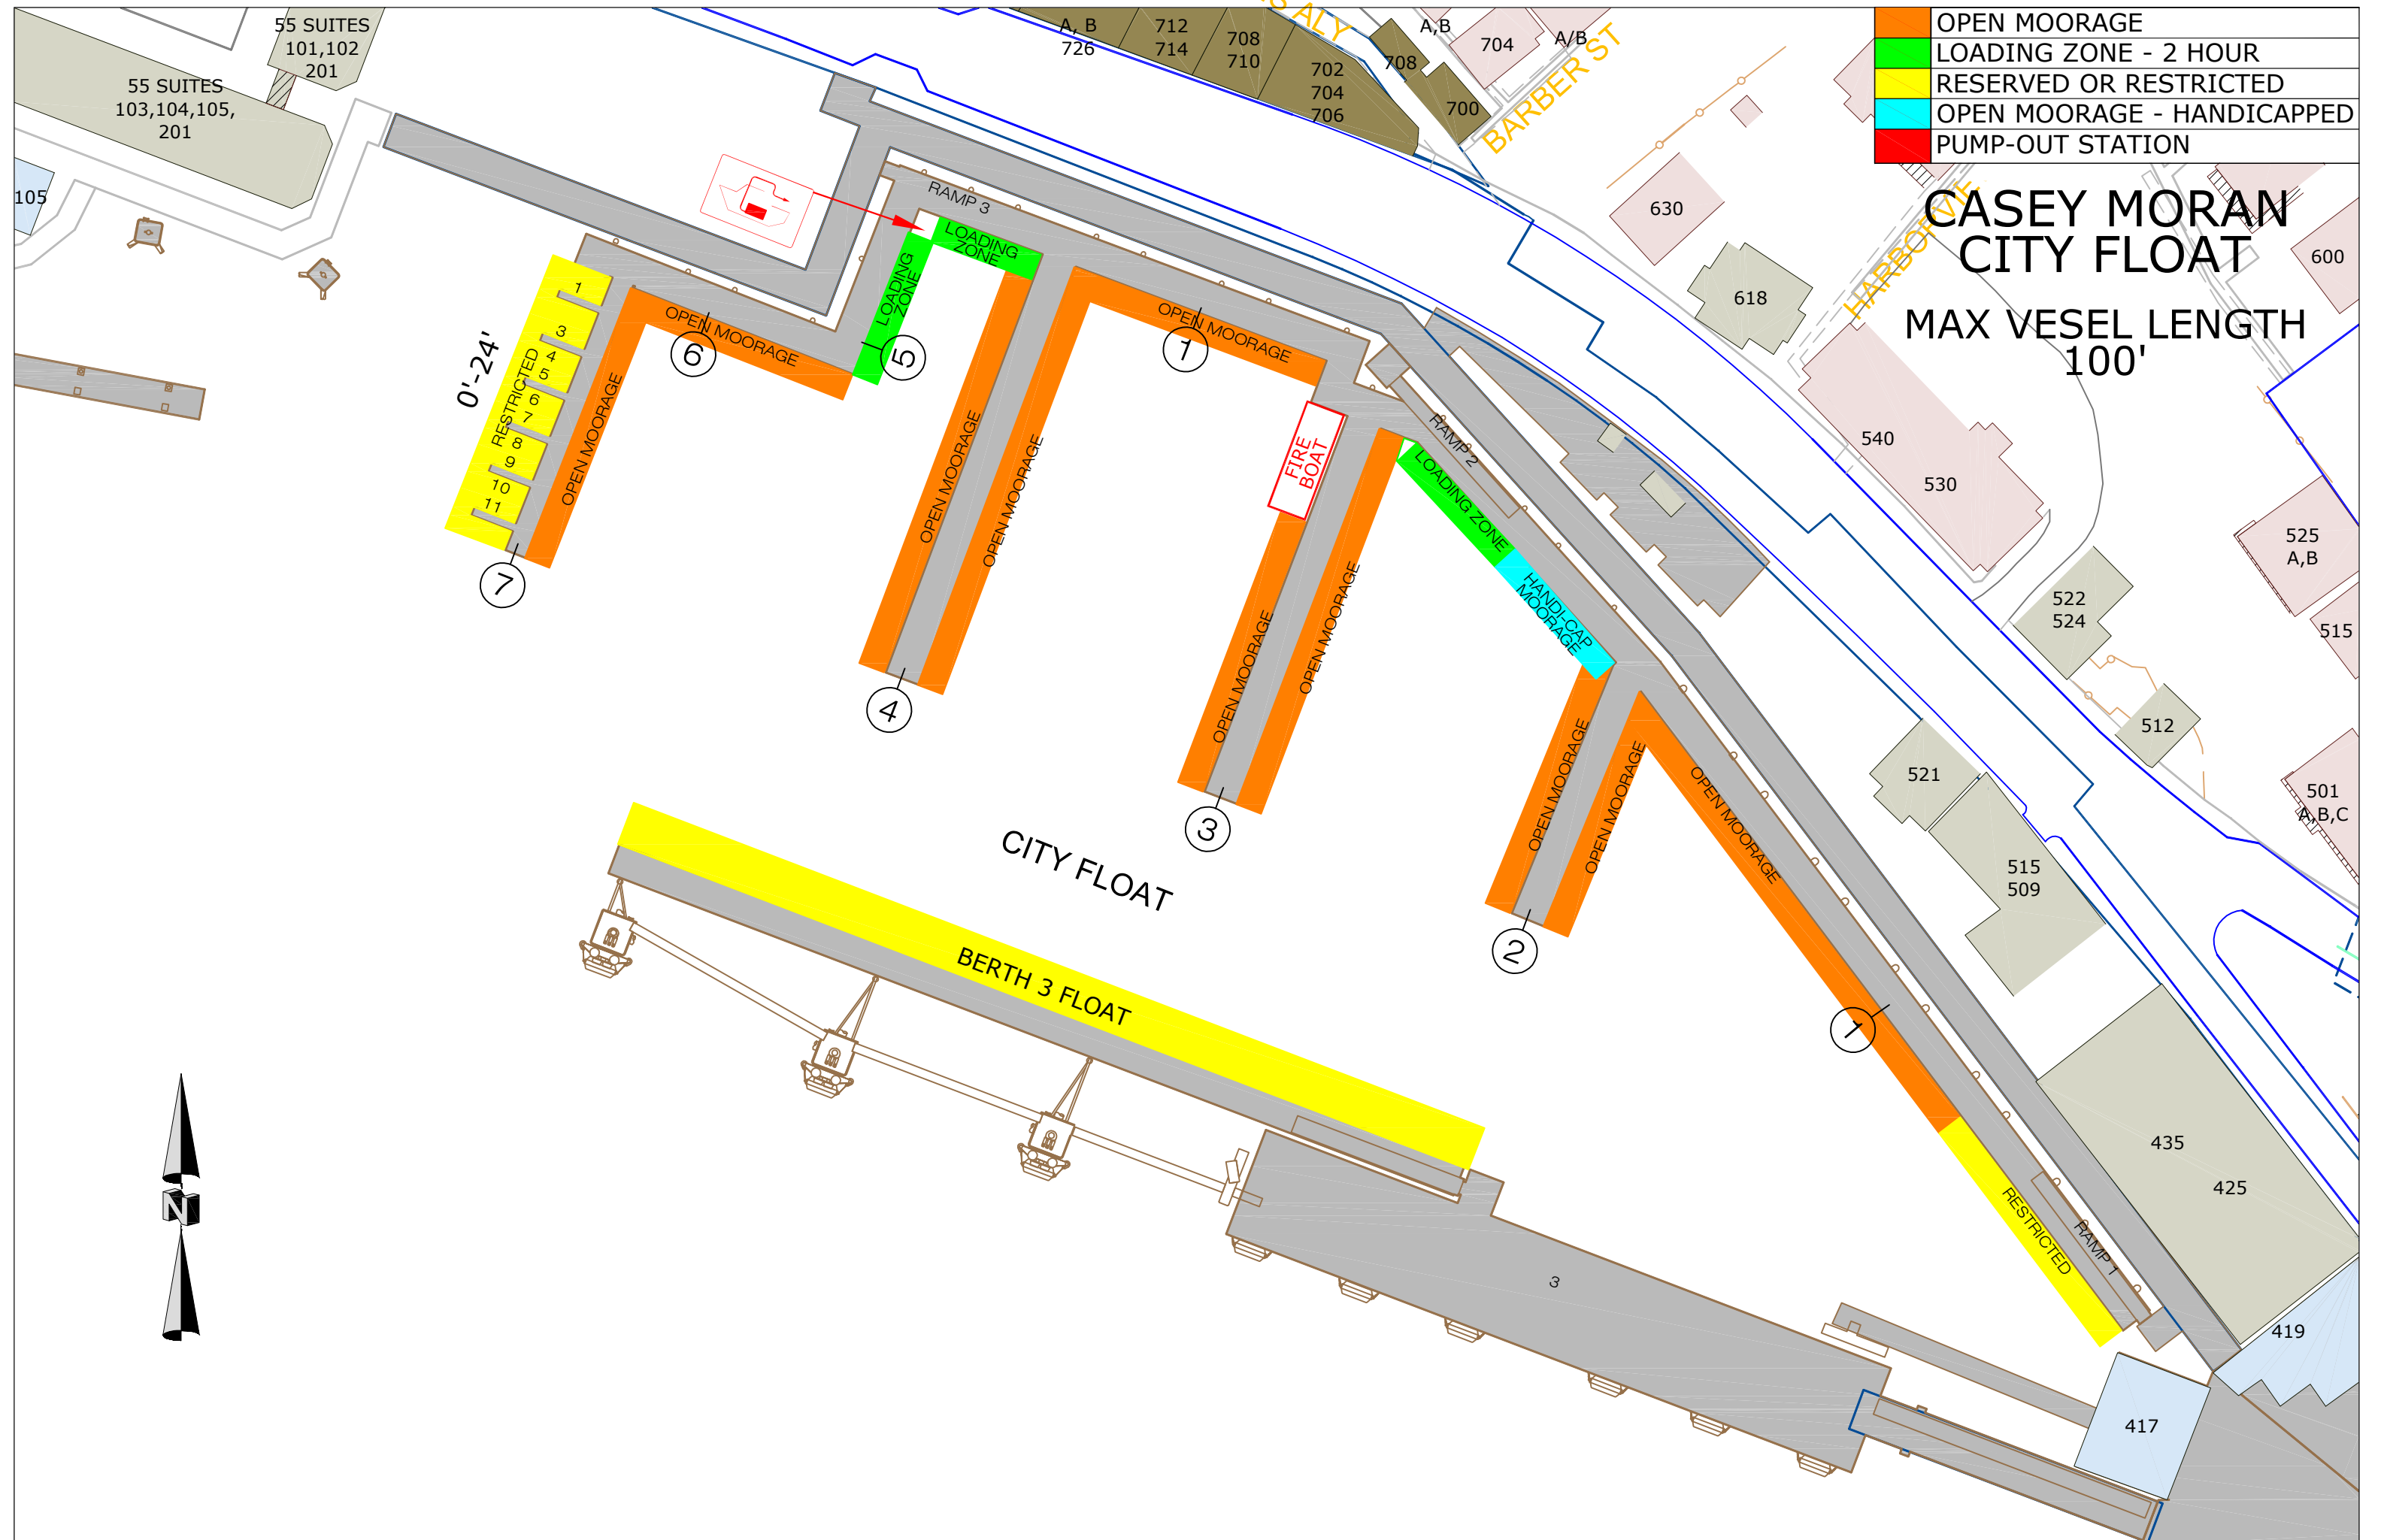 OPEN MOORAGE
LOADING ZONE - 2 HOUR
RESERVED OR RESTRICTED
OPEN MOORAGE - HANDICAPPED
PUMP-OUT STATION
CASEY MORAN
CITY FLOAT
MAX VESEL LENGTH
100'
55 SUITES
101,102
201
55 SUITES
103,104,105,
201
105
A, B
726
712
714
708
710
702
704
706
708
700
A,B
704
A/B
BARBER ST
630
618
600
540
530
525
A,B
522
524
515
512
501
A,B,C
521
515
509
435
425
419
417
RAMP 3
LOADING
ZONE
LOADING
ZONE
5
OPEN MOORAGE
6
0'-24'
RESTRICTED
1
3
4
5
6
7
8
9
10
11
OPEN MOORAGE
7
OPEN MOORAGE
OPEN MOORAGE
4
OPEN MOORAGE
1
FIRE
BOAT
OPEN MOORAGE
OPEN MOORAGE
3
RAMP 2
LOADING ZONE
HANDI-CAP
MOORAGE
OPEN MOORAGE
OPEN MOORAGE
2
OPEN MOORAGE
1
RESTRICTED
RAMP 1
CITY FLOAT
BERTH 3 FLOAT
3
N